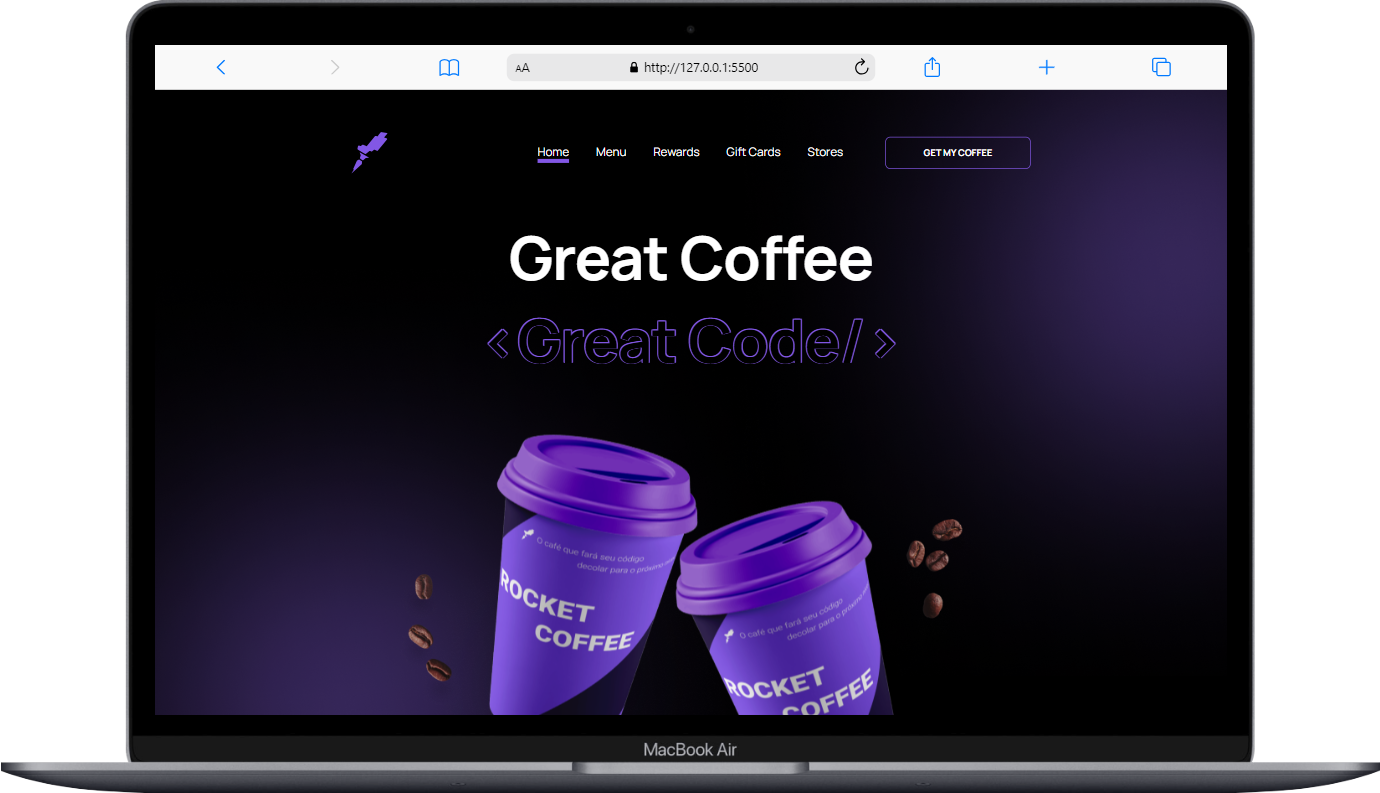 AA
http://127.0.0.1:5500
Home Menu Rewards Gift Cards Stores GET MY COFFEE
Great Coffee
<Great Code/>
O café que fará seu código
decolar para o próximo
ROCKET
COFFEE
O café que fará seu código
decolar para o próximo
ROCKET
COFFEE
MacBook Air